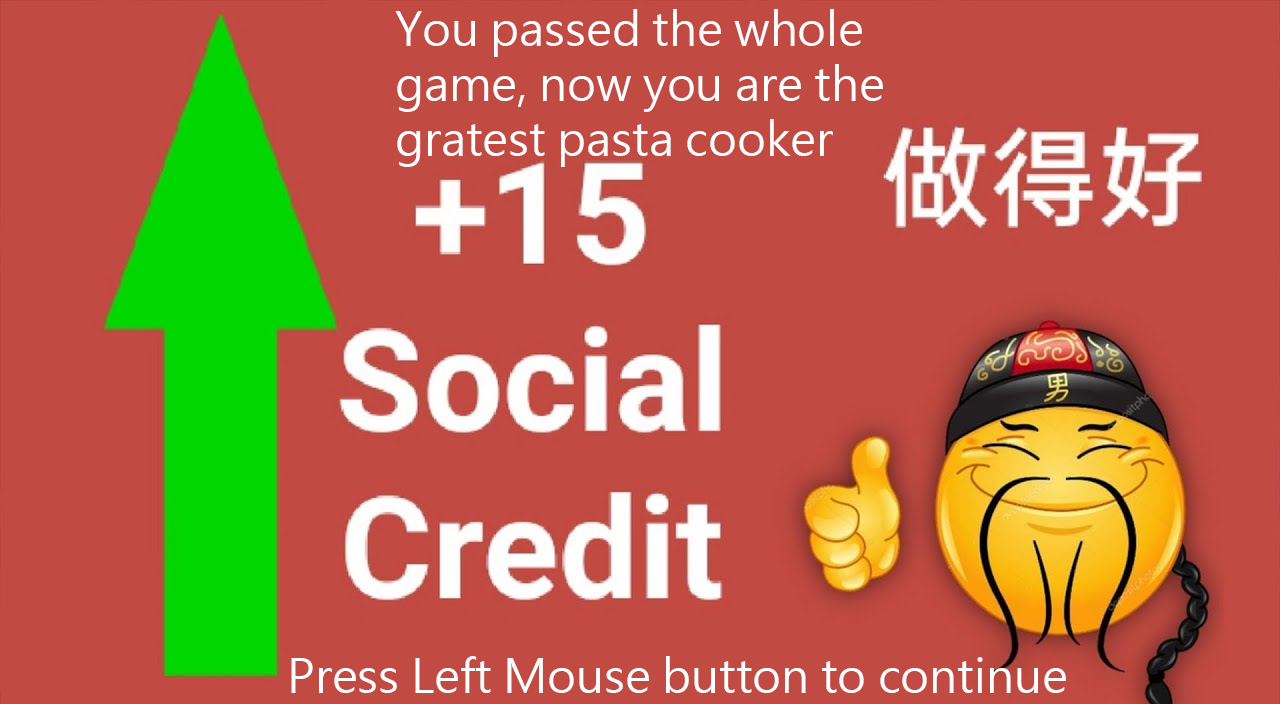 You passed the whole
game, now you are the
gratest pasta cooker
+15
做得好
Social
Credit
男
Press Left Mouse button to continue